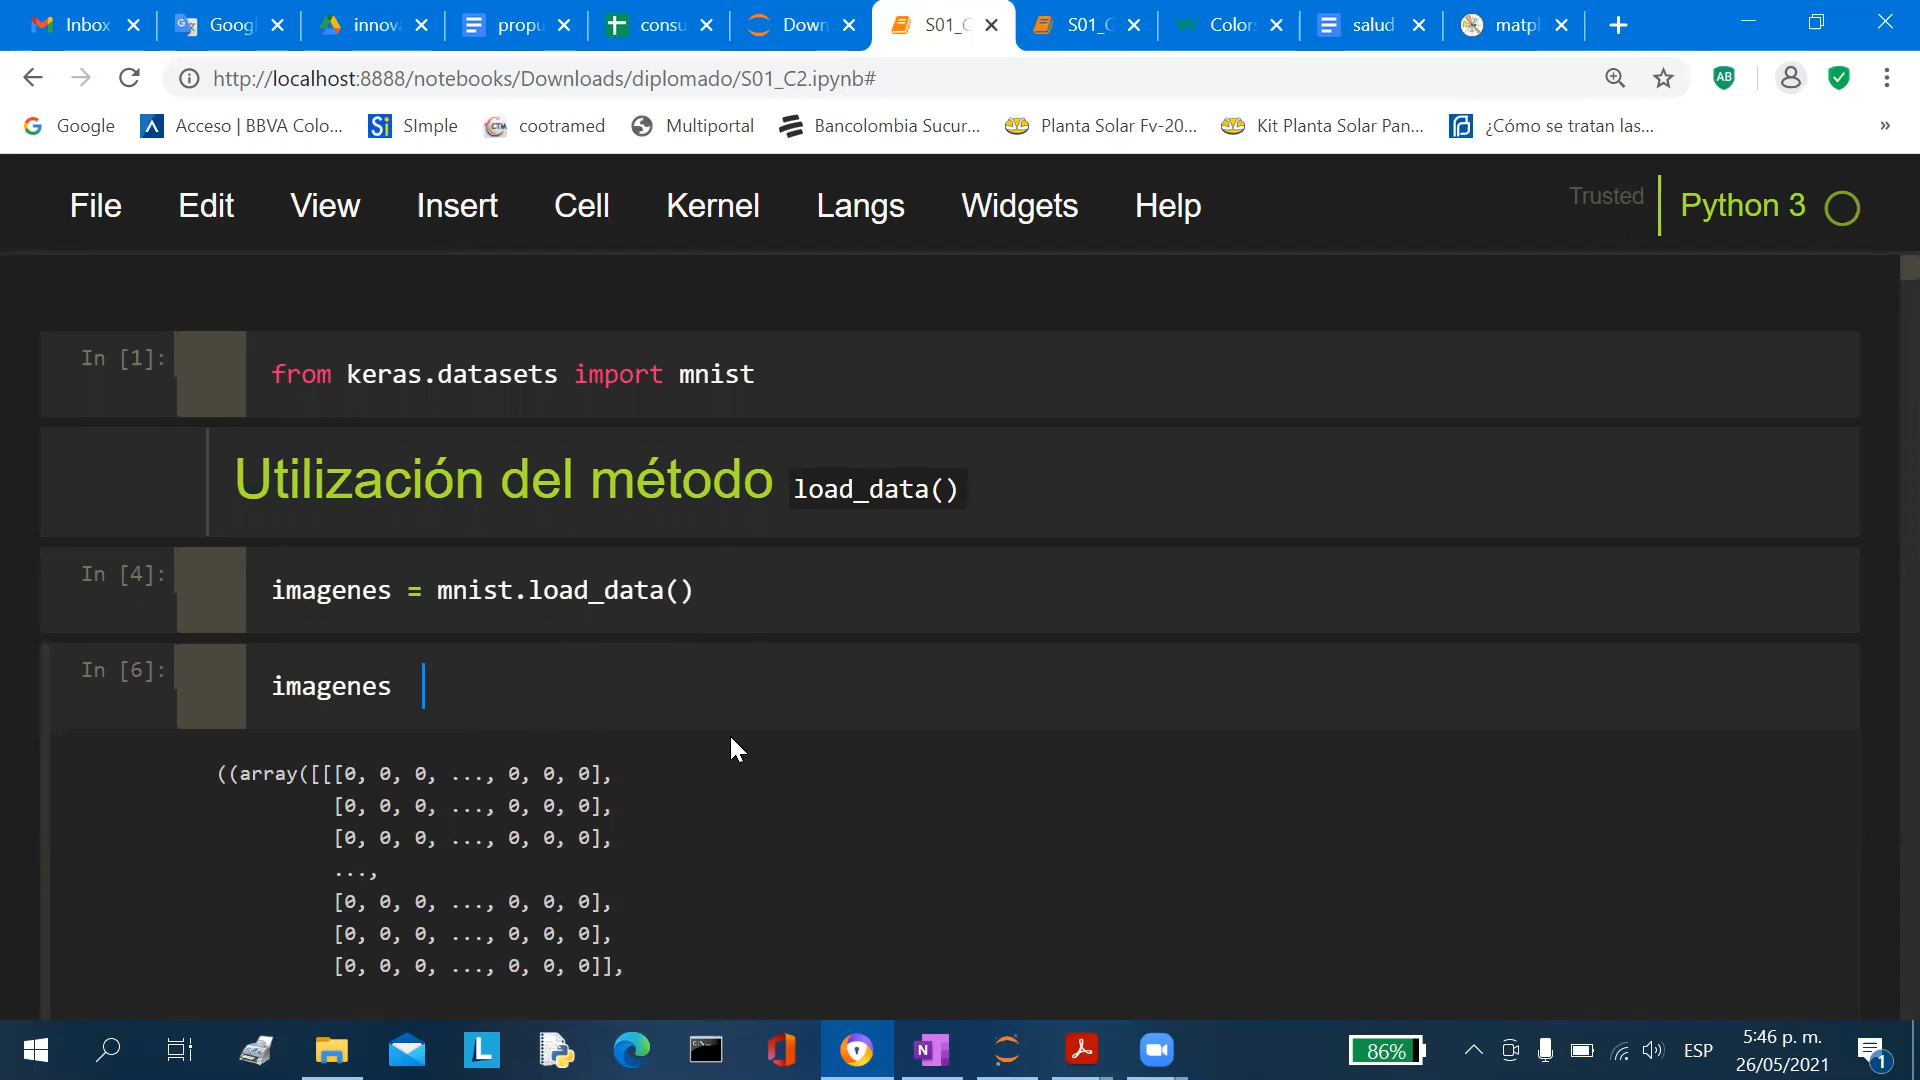 Inbox
Googl
innova
propu
consu
Down
S01_C
S01_C
Color
salud
matpl
http://localhost:8888/notebooks/Downloads/diplomado/S01_C2.ipynb#
Google
Acceso | BBVA Colo...
SImple
cootramed
Multiportal
Bancolombia Sucur...
Planta Solar Fv-20...
Kit Planta Solar Pan...
¿Cómo se tratan las...
»
File Edit View Insert Cell Kernel Langs Widgets Help
Trusted
Python 3
In [1]:
from keras.datasets import mnist
Utilización del método load_data()
In [4]:
imagenes = mnist.load_data()
In [6]:
imagenes
((array([[[0, 0, 0, ..., 0, 0, 0],
[0, 0, 0, ..., 0, 0, 0],
[0, 0, 0, ..., 0, 0, 0],
...,
[0, 0, 0, ..., 0, 0, 0],
[0, 0, 0, ..., 0, 0, 0],
[0, 0, 0, ..., 0, 0, 0]],
86%
ESP
5:46 p. m.
26/05/2021
1